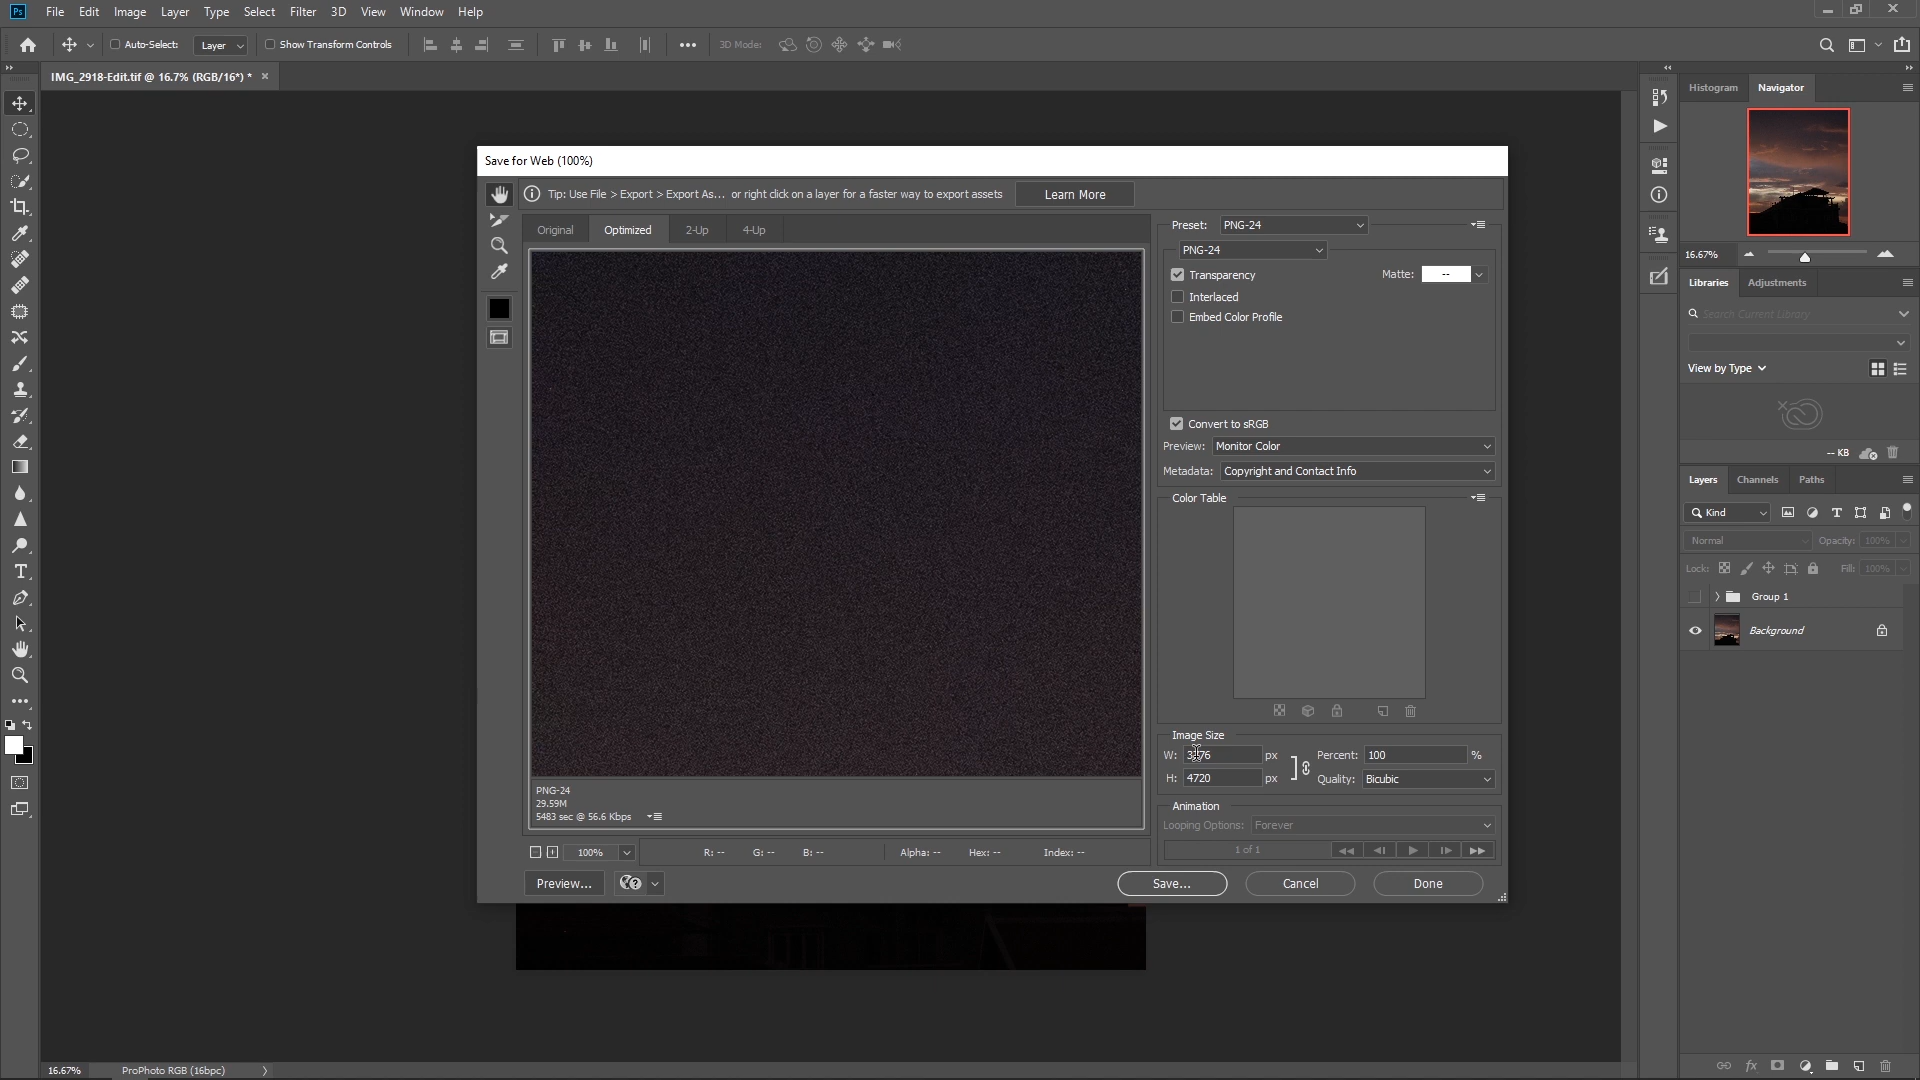 Ps File Edit Image Layer Type Select Filter 3D View Window Help
Auto-Select: Layer Show Transform Controls 3D Mode:
IMG_2918-Edit.tif @ 16.7% (RGB/16*) *
Histogram Navigator
16.67%
Libraries Adjustments
Search Current Library
View by Type
-- KB
Layers Channels Paths
Kind
Normal Opacity: 100%
Lock: Fill: 100%
Group 1
Background
Save for Web (100%)
Tip: Use File > Export > Export As... or right click on a layer for a faster way to export assets Learn More
Original Optimized 2-Up 4-Up
Preset: PNG-24
PNG-24
Transparency Matte: --
Interlaced
Embed Color Profile
Convert to sRGB
Preview: Monitor Color
Metadata: Copyright and Contact Info
Color Table
Image Size
W: px Percent: 100 %
H: 4720 px Quality: Bicubic
Animation
Looping Options: Forever
1 of 1
PNG-24
29.59M
5483 sec @ 56.6 Kbps
100% R: -- G: -- B: -- Alpha: -- Hex: -- Index: --
Preview... Save... Cancel Done
16.67% ProPhoto RGB (16bpc)